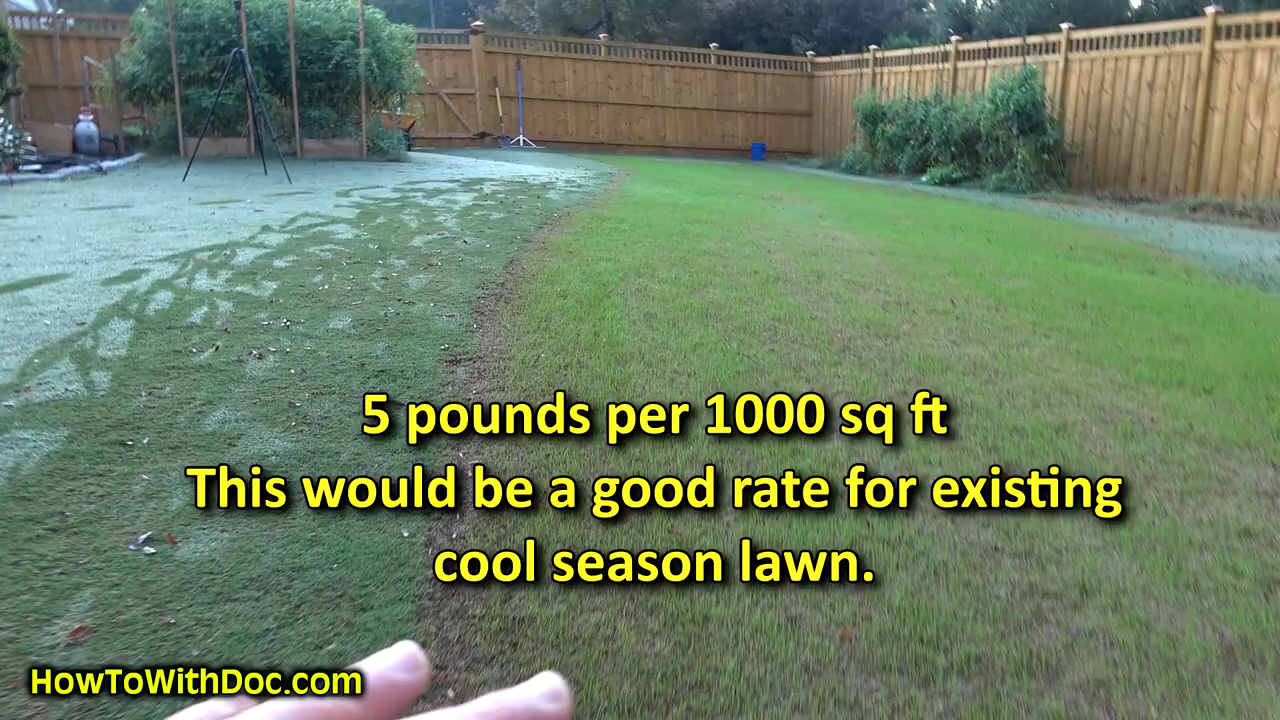 5 pounds per 1000 sq ft
This would be a good rate for existing
cool season lawn.
HowToWithDoc.com